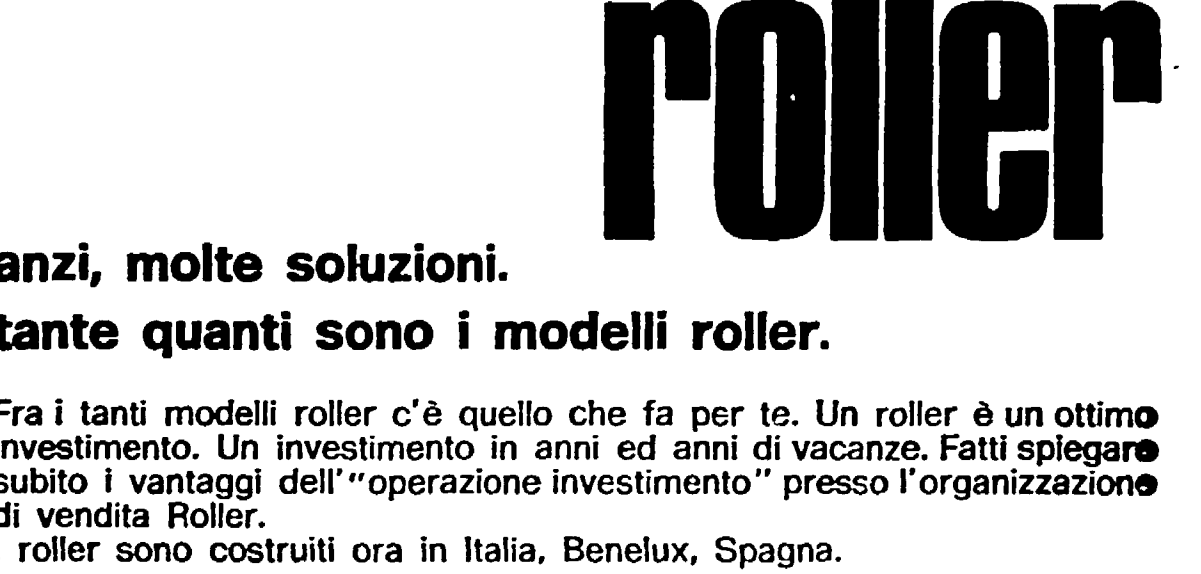 roller
anzi, molte soluzioni.
tante quanti sono i modelli roller.
Fra i tanti modelli roller c'è quello che fa per te. Un roller è un ottimo
investimento. Un investimento in anni ed anni di vacanze. Fatti spiegare
subito i vantaggi dell'"operazione investimento" presso l'organizzazione
di vendita Roller.
roller sono costruiti ora in Italia, Benelux, Spagna.